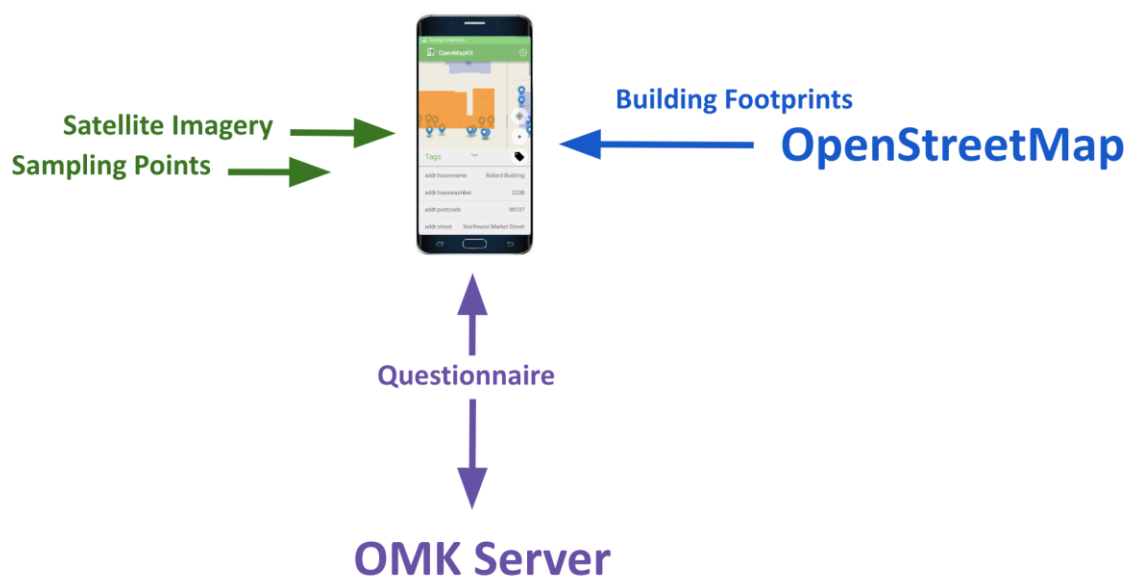 OpenMapKit
Building Footprints
Satellite Imagery
OpenStreetMap
Sampling Points
Tags
addr:housename Ballard Building
addr:housenumber 2208
addr:postcode 98107
addr:street Northwest Market Street
Questionnaire
OMK Server